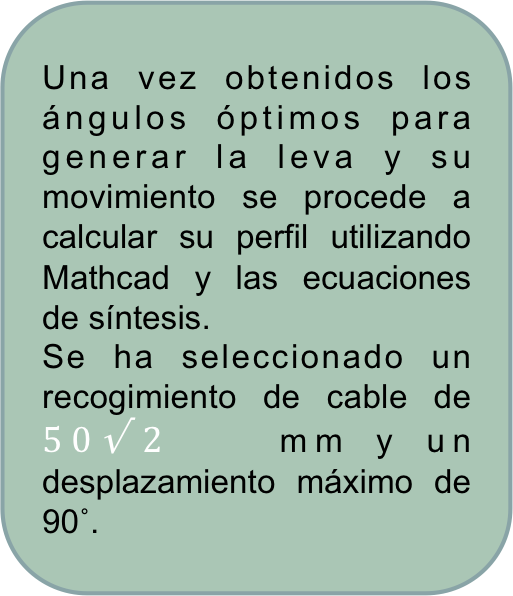 Una vez obtenidos los
ángulos óptimos para
generar la leva y su
movimiento se procede a
calcular su perfil utilizando
Mathcad y las ecuaciones
de síntesis.
Se ha seleccionado un
recogimiento de cable de
50√2 mm y un
desplazamiento máximo de
90˚.